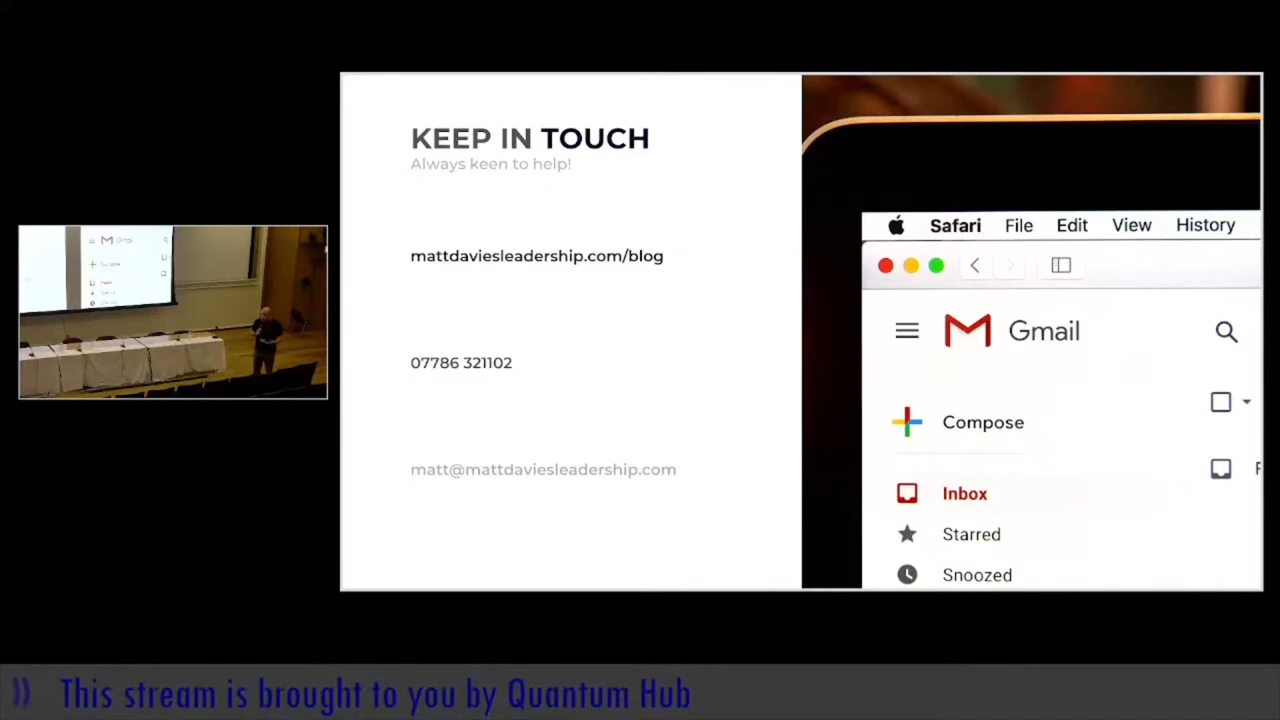 KEEP IN TOUCH
Always keen to help!
mattdaviesleadership.com/blog
07786 321102
matt@mattdaviesleadership.com
Safari File Edit View History
Gmail
Compose
Inbox
Starred
Snoozed
Gmail
This stream is brought to you by Quantum Hub